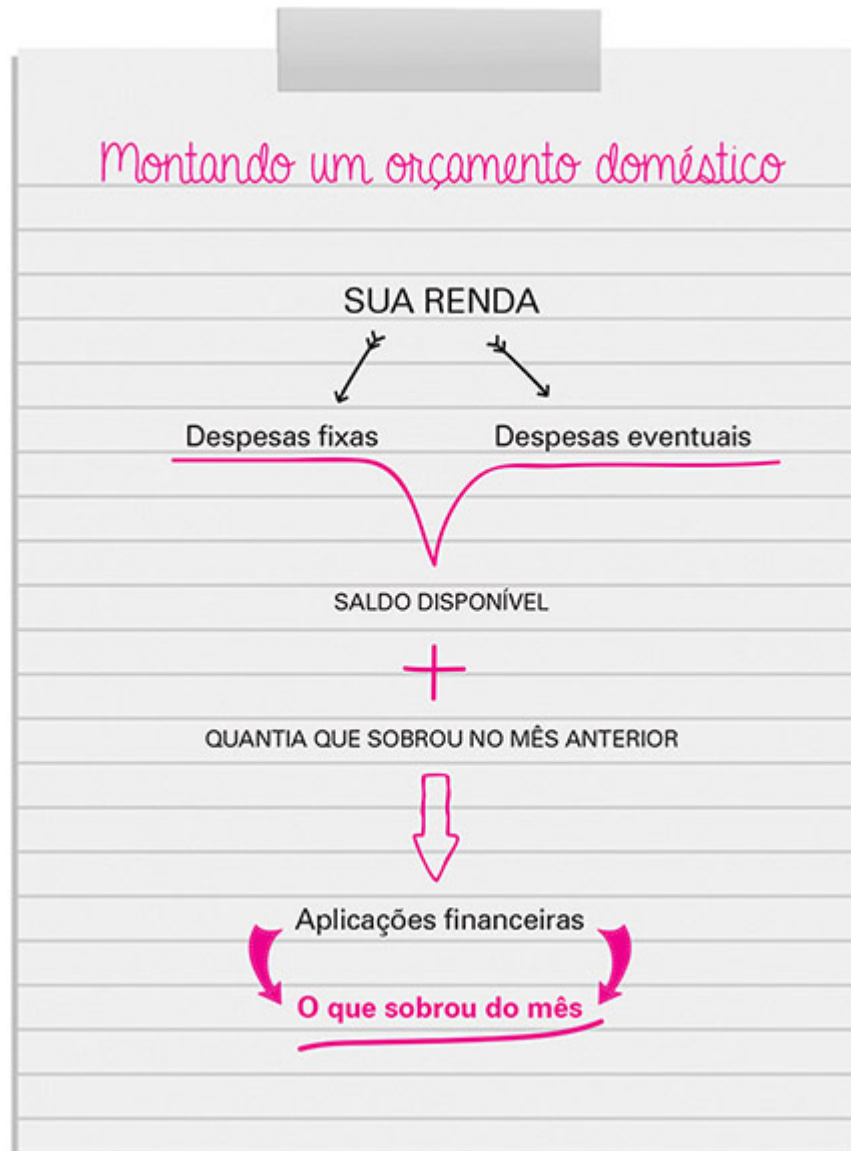 Montando um orçamento doméstico
SUA RENDA
Despesas fixas Despesas eventuais
SALDO DISPONÍVEL
+
QUANTIA QUE SOBROU NO MÊS ANTERIOR
Aplicações financeiras
O que sobrou do mês